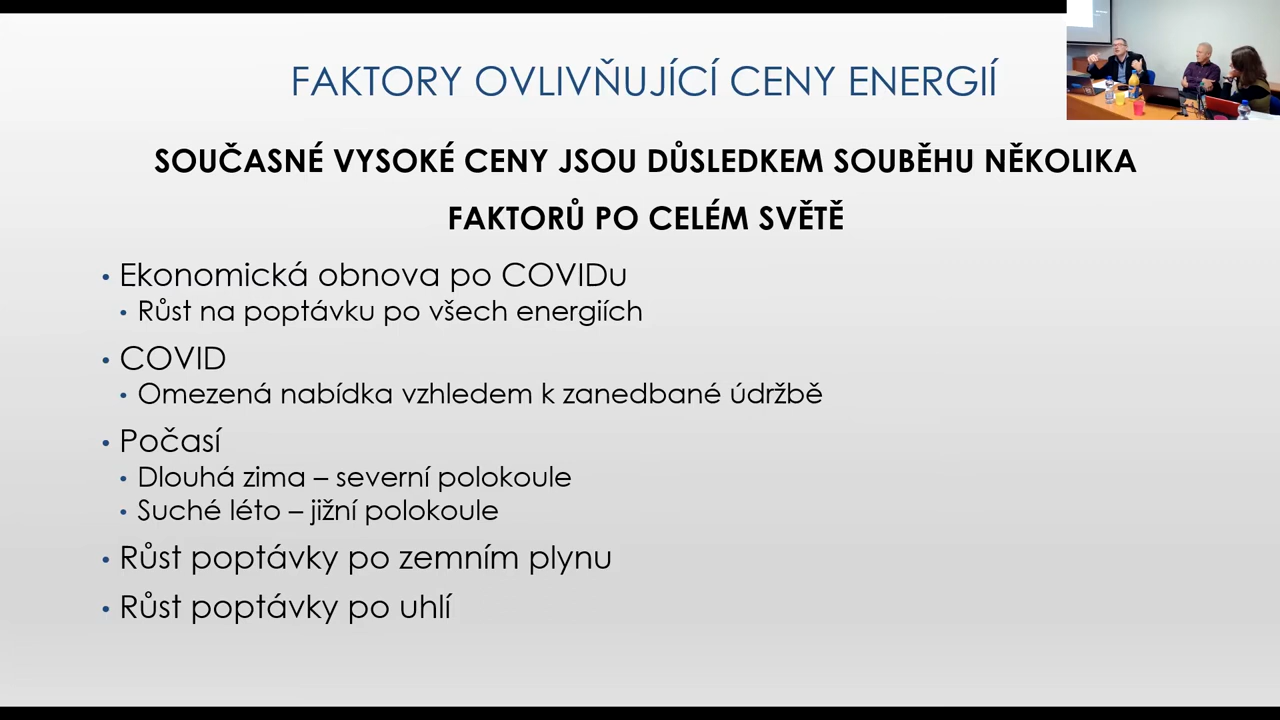 FAKTORY OVLIVŇUJÍCÍ CENY ENERGIÍ
SOUČASNÉ VYSOKÉ CENY JSOU DŮSLEDKEM SOUBĚHU NĚKOLIKA
FAKTORŮ PO CELÉM SVĚTĚ
• Ekonomická obnova po COVIDu
• Růst na poptávku po všech energiích
• COVID
• Omezená nabídka vzhledem k zanedbané údržbě
• Počasí
• Dlouhá zima – severní polokoule
• Suché léto – jižní polokoule
• Růst poptávky po zemním plynu
• Růst poptávky po uhlí